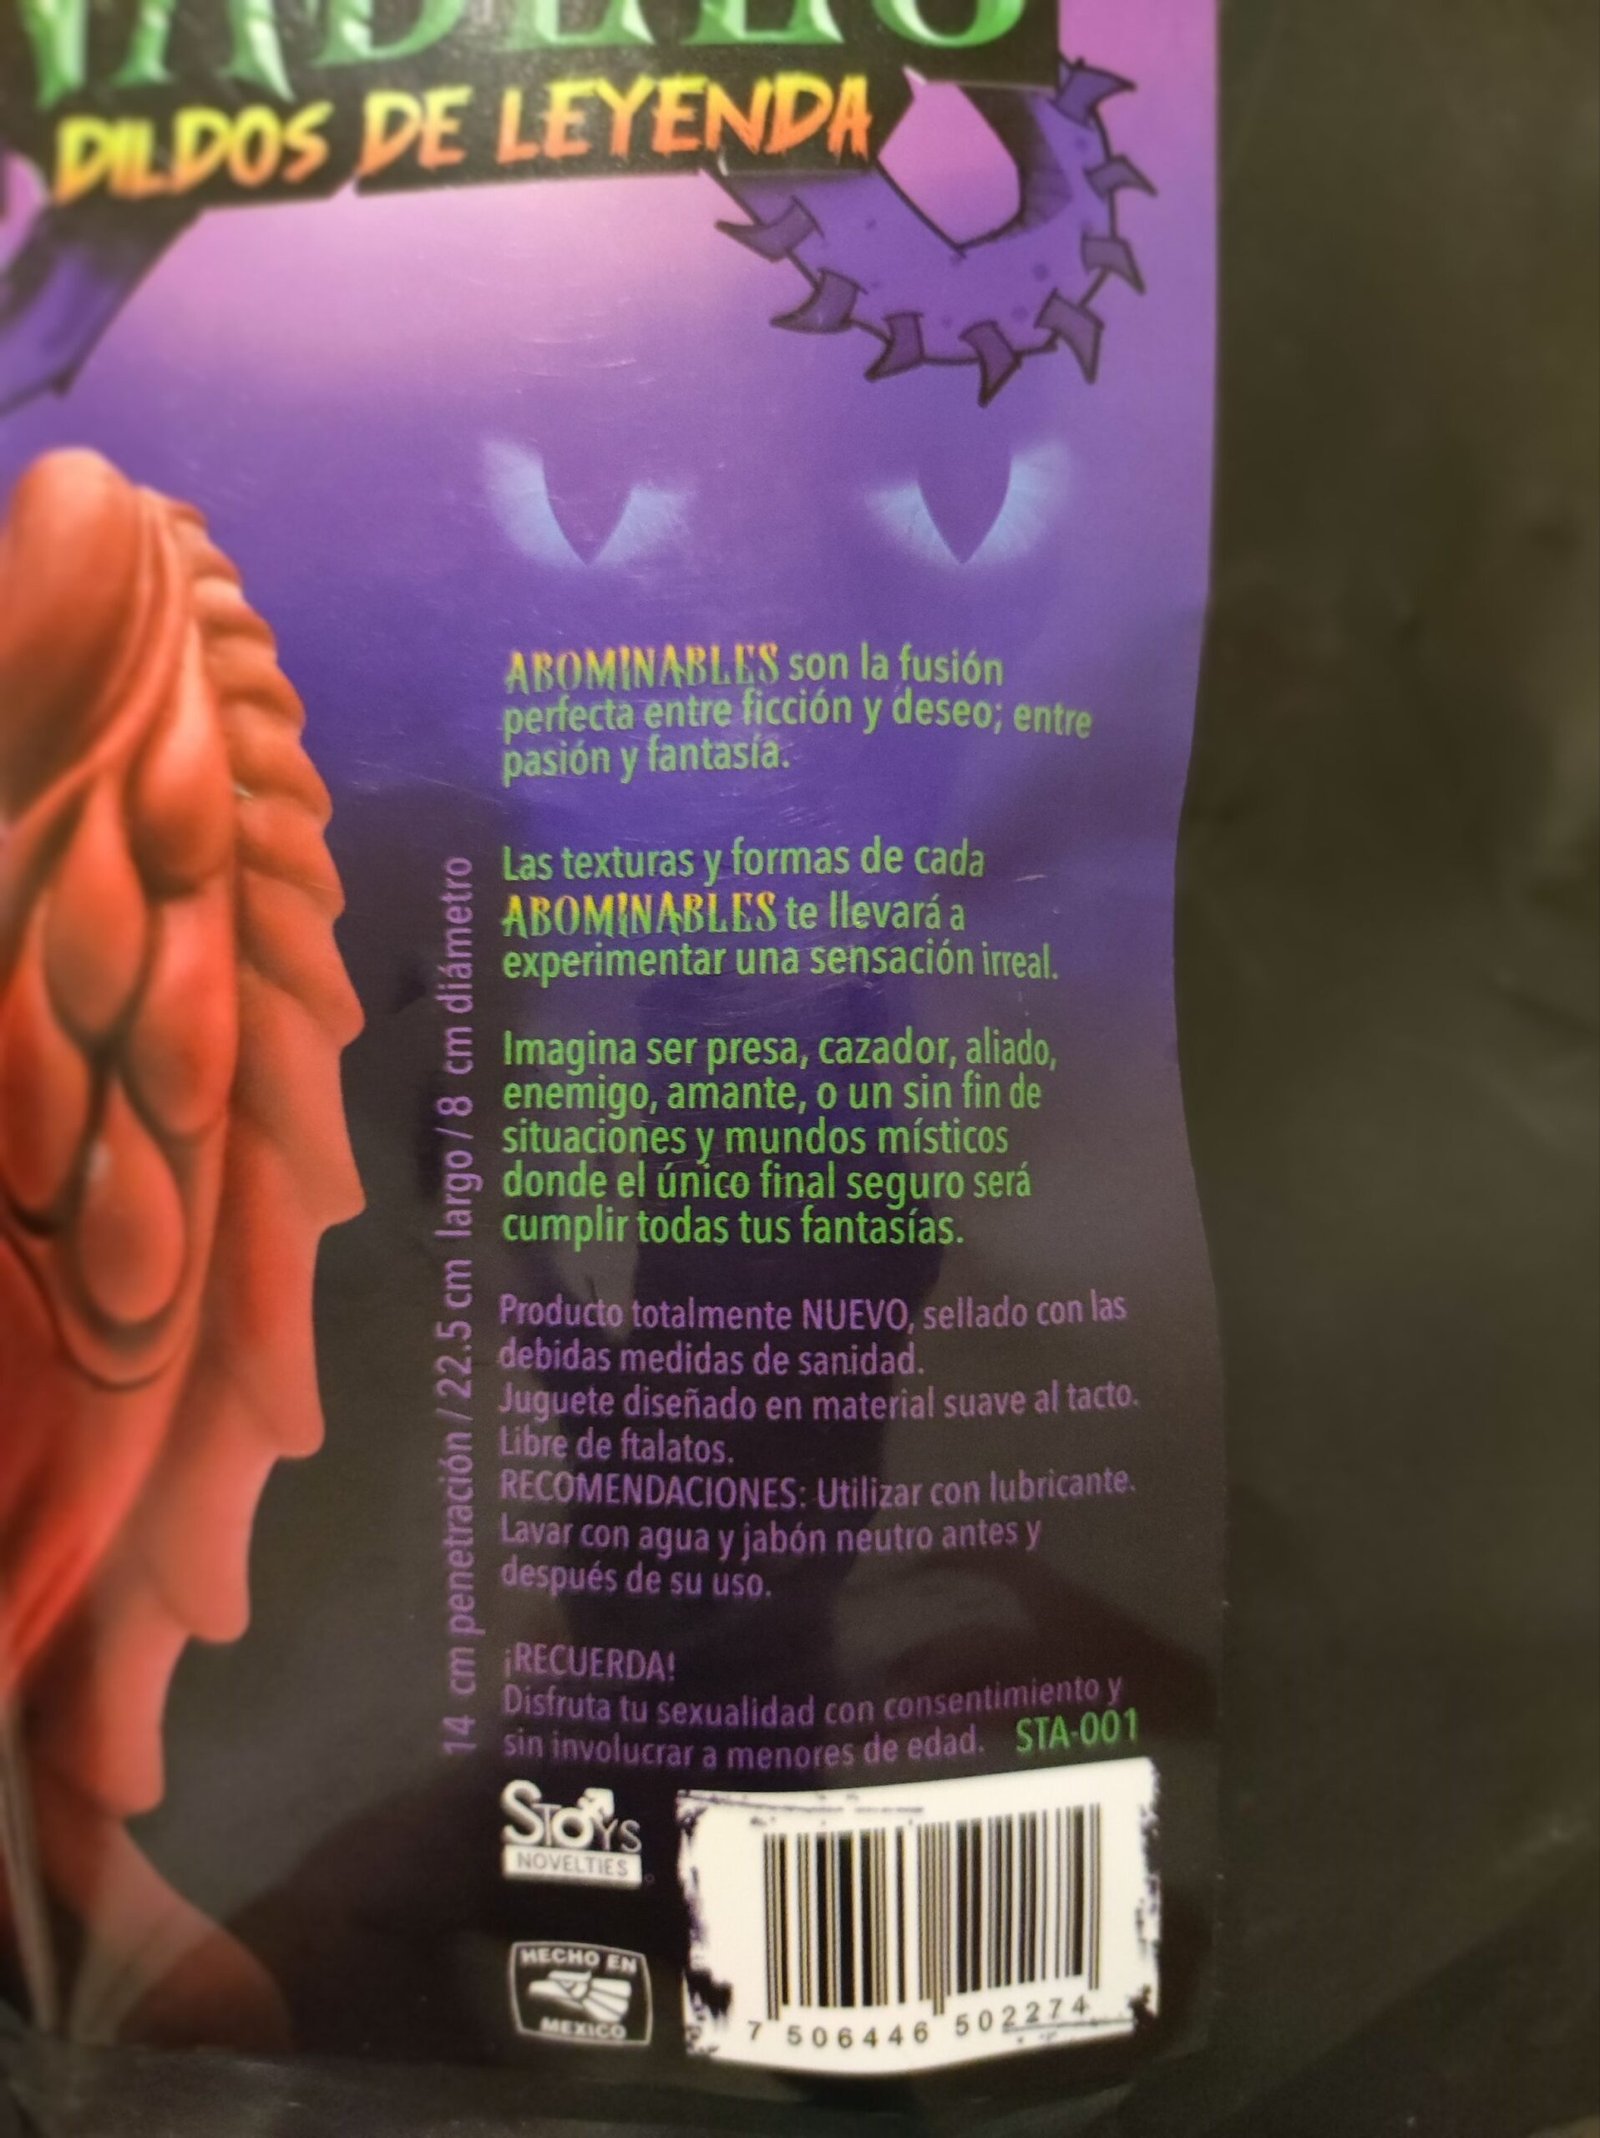 DILDOS DE LEYENDA
ABOMINABLES son la fusión
perfecta entre ficción y deseo; entre
pasión y fantasía.
Las texturas y formas de cada
ABOMINABLES te llevará a
experimentar una sensación irreal.
Imagina ser presa, cazador, aliado,
enemigo, amante, o un sin fin de
situaciones y mundos místicos
donde el único final seguro será
cumplir todas tus fantasías.
14 cm penetración / 22.5 cm largo / 8 cm diámetro
Producto totalmente NUEVO, sellado con las
debidas medidas de sanidad.
Juguete diseñado en material suave al tacto.
Libre de ftalatos.
RECOMENDACIONES: Utilizar con lubricante.
Lavar con agua y jabón neutro antes y
después de su uso.
¡RECUERDA!
Disfruta tu sexualidad con consentimiento y
sin involucrar a menores de edad. STA-001
STOYS
NOVELTIES
HECHO EN
MEXICO
7 506446 502274